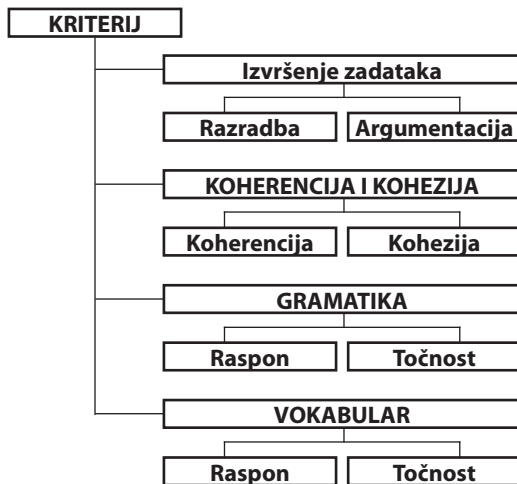 KRITERIJ
Izvršenje zadataka
Razradba Argumentacija
KOHERENCIJA I KOHEZIJA
Koherencija Kohezija
GRAMATIKA
Raspon Točnost
VOKABULAR
Raspon Točnost